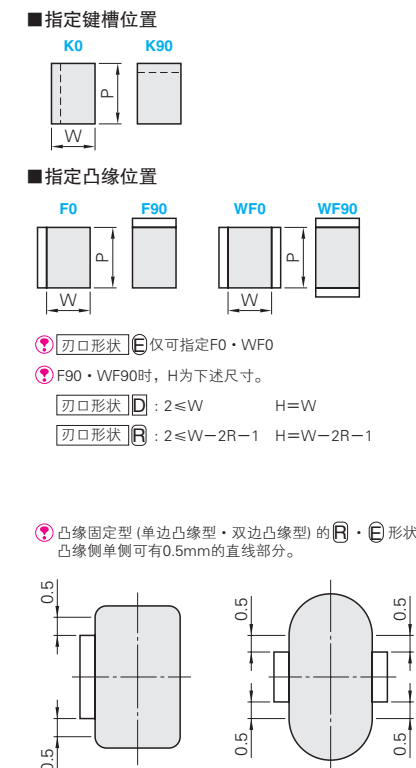 ■指定键槽位置
K0 K90
P
W
■指定凸缘位置
F0 F90 WF0 WF90
P P
W W
刃口形状 E 仅可指定F0・WF0
F90・WF90时，H为下述尺寸。
刃口形状 D：2≤W H=W
刃口形状 R：2≤W−2R−1 H=W−2R−1
凸缘固定型 (单边凸缘型・双边凸缘型) 的 R ・ E 形状
凸缘侧单侧可有0.5mm的直线部分。
0.5 0.5 0.5
0.5 0.5 0.5